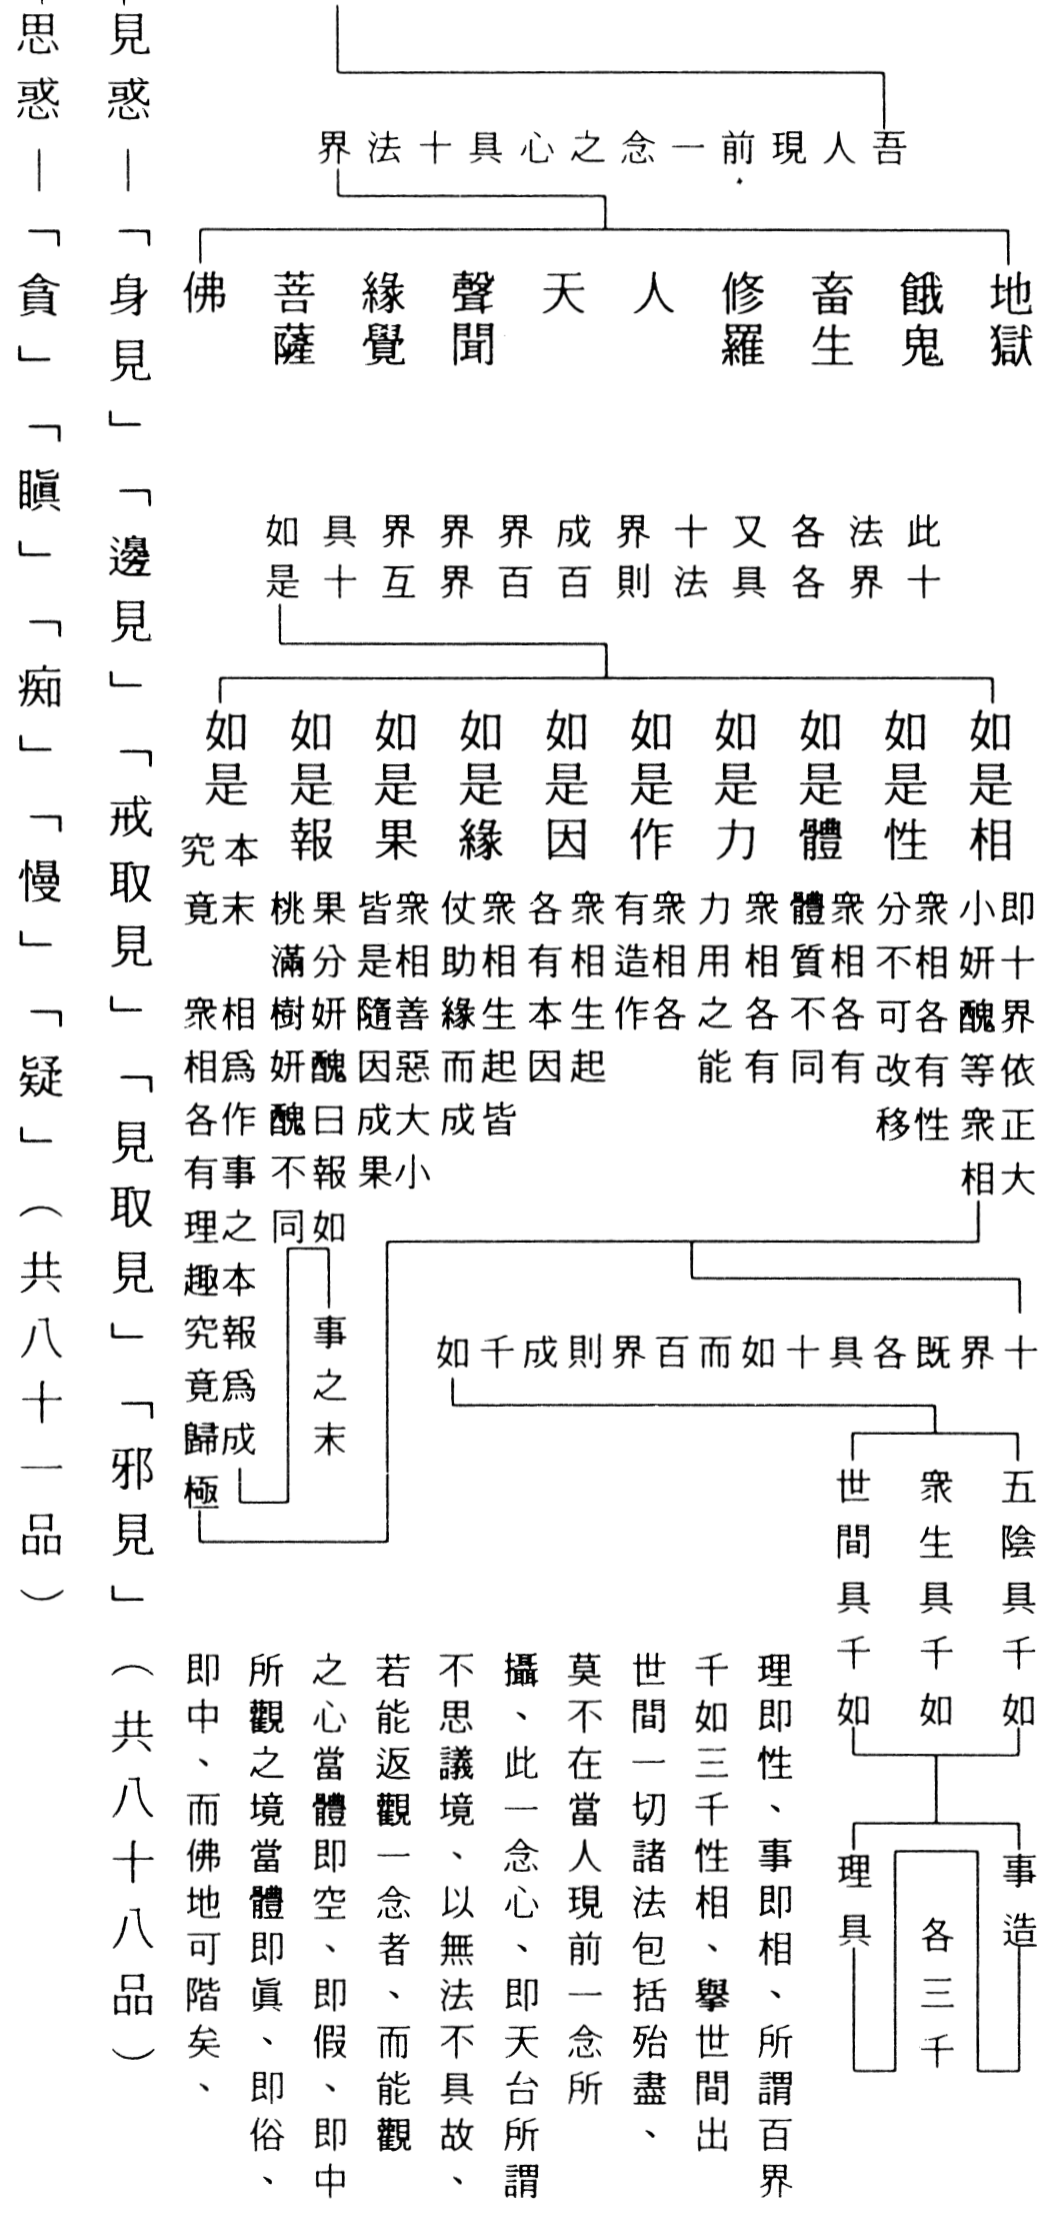 吾人現前一念之心具十法界
地獄
餓鬼
畜生
修羅
人
天
聲聞
緣覺
菩薩
佛
此十
法界
各各
又具
十法
界則
成百
界百
界界
界互
具十
如是
如是相
即十界依正大
小妍醜等衆相
如是性
衆相各有性
分不可改移
如是體
衆相各有
體質不同
如是力
衆相各有
力用之能
如是作
衆相各
有造作
如是因
衆相生起
各有本因
如是緣
衆相生起皆
仗助緣而成
如是果
衆相善惡大小
皆是隨因成果
如是報
果分妍醜曰報如
桃滿樹妍醜不同
如是
本末
究竟
相爲作事之本報爲成
事之末
衆相各有理趣究竟歸極
十界既各具十如而百界則成千如
五陰具千如
衆生具千如
世間具千如
事造
各三千
理具
理即性、事即相、所謂百界
千如三千性相、擧世間出
世間一切諸法包括殆盡、
莫不在當人現前一念所
攝、此一念心、即天台所謂
不思議境、以無法不具故、
若能返觀一念者、而能觀
之心當體即空、即假、即中
所觀之境當體即眞、即俗、
即中、而佛地可階矣、
見惑—「身見」「邊見」「戒取見」「見取見」「邪見」（共八十八品）
思惑—「貪」「瞋」「痴」「慢」「疑」（共八十一品）